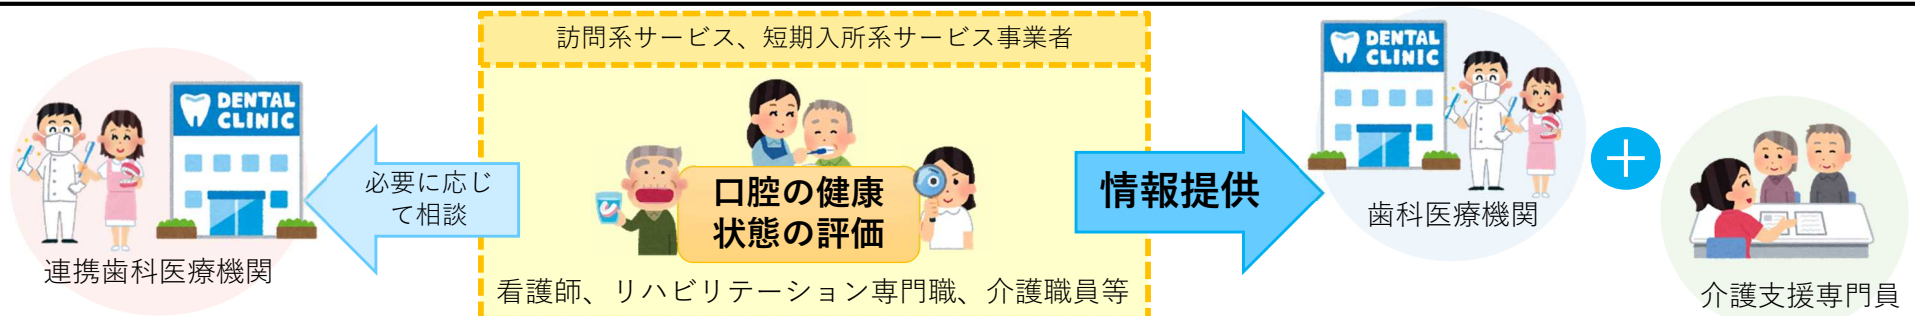 訪問系サービス、短期入所系サービス事業者
DENTAL
CLINIC
必要に応じ
て相談
連携歯科医療機関
口腔の健康
状態の評価
看護師、リハビリテーション専門職、介護職員等
情報提供
DENTAL
CLINIC
歯科医療機関
+
介護支援専門員